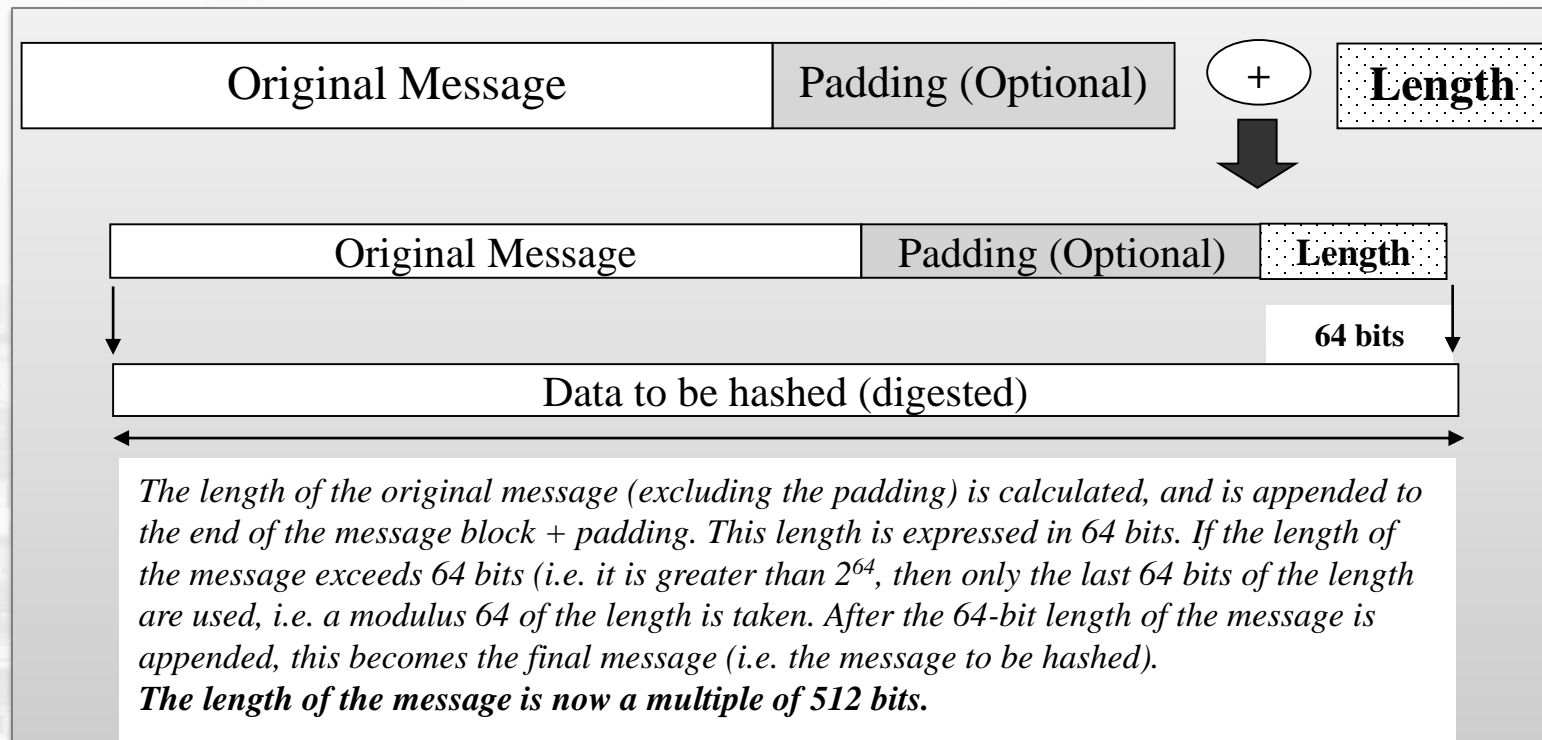 Original Message Padding (Optional) + Length
Original Message Padding (Optional) Length
64 bits
Data to be hashed (digested)
The length of the original message (excluding the padding) is calculated, and is appended to
the end of the message block + padding. This length is expressed in 64 bits. If the length of
the message exceeds 64 bits (i.e. it is greater than 2⁶⁴, then only the last 64 bits of the length
are used, i.e. a modulus 64 of the length is taken. After the 64-bit length of the message is
appended, this becomes the final message (i.e. the message to be hashed).
The length of the message is now a multiple of 512 bits.